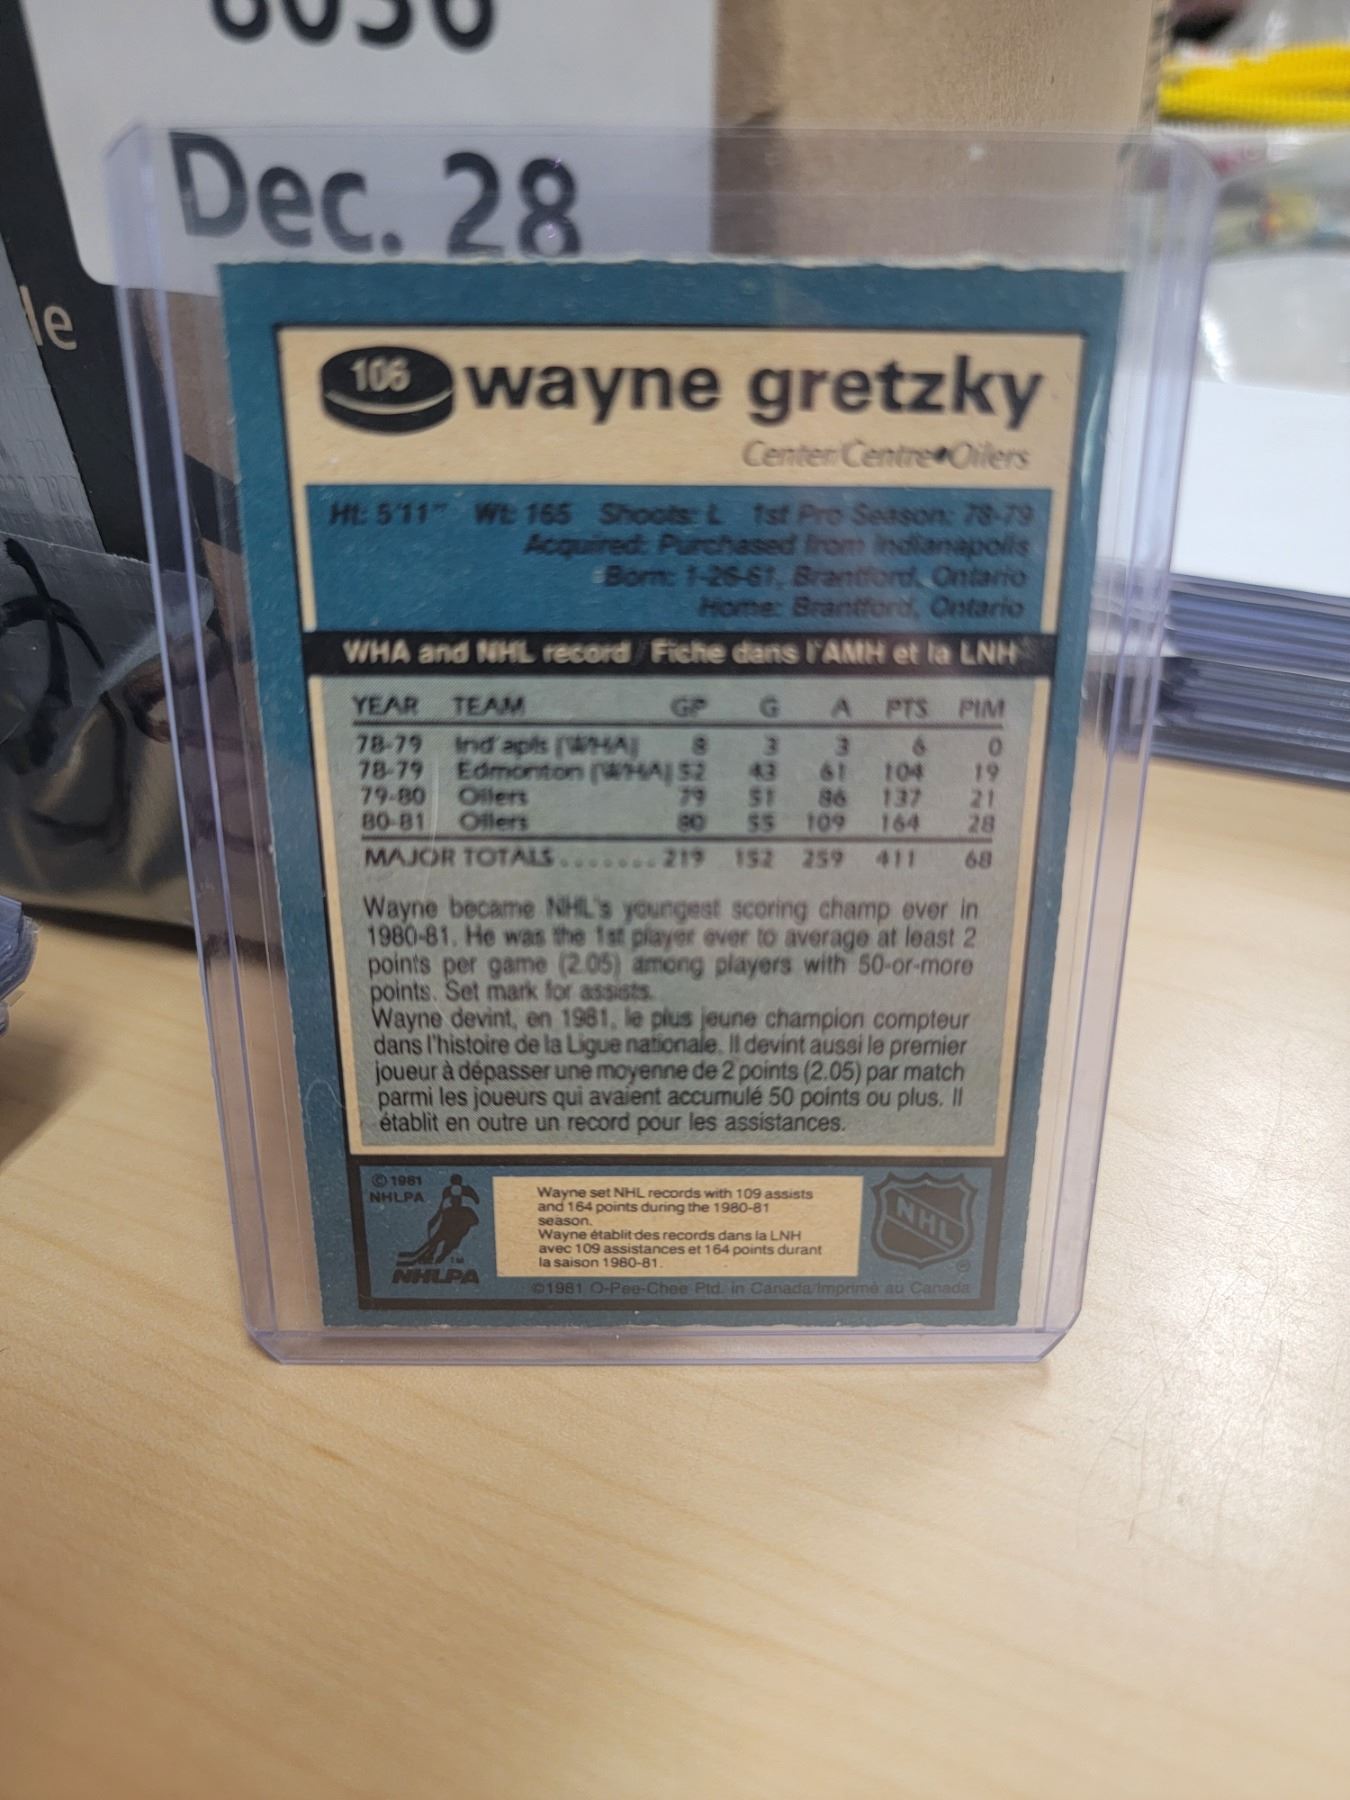 Dec. 28
le
106
wayne gretzky
Center/Centre•Oilers
Ht: 5'11" Wt: 165 Shoots: L 1st Pro Season: 78-79
Acquired: Purchased from Indianapolis
Born: 1-26-61, Brantford, Ontario
Home: Brantford, Ontario
WHA and NHL record / Fiche dans l'AMH et la LNH
YEAR TEAM GP G A PTS PIM
78-79 Ind'apls (WHA) 8 3 3 6 0
78-79 Edmonton (WHA) 52 43 61 104 19
79-80 Oilers 79 51 86 137 21
80-81 Oilers 80 55 109 164 28
MAJOR TOTALS........ 219 152 259 411 68
Wayne became NHL's youngest scoring champ ever in
1980-81. He was the 1st player ever to average at least 2
points per game (2.05) among players with 50-or-more
points. Set mark for assists.
Wayne devint, en 1981, le plus jeune champion compteur
dans l'histoire de la Ligue nationale. Il devint aussi le premier
joueur à dépasser une moyenne de 2 points (2.05) par match
parmi les joueurs qui avaient accumulé 50 points ou plus. Il
établit en outre un record pour les assistances.
©1981
NHLPA
TM
NHLPA
Wayne set NHL records with 109 assists
and 164 points during the 1980-81
season.
Wayne établit des records dans la LNH
avec 109 assistances et 164 points durant
la saison 1980-81.
NHL
®
©1981 O-Pee-Chee Ptd. in Canada/Imprimé au Canada